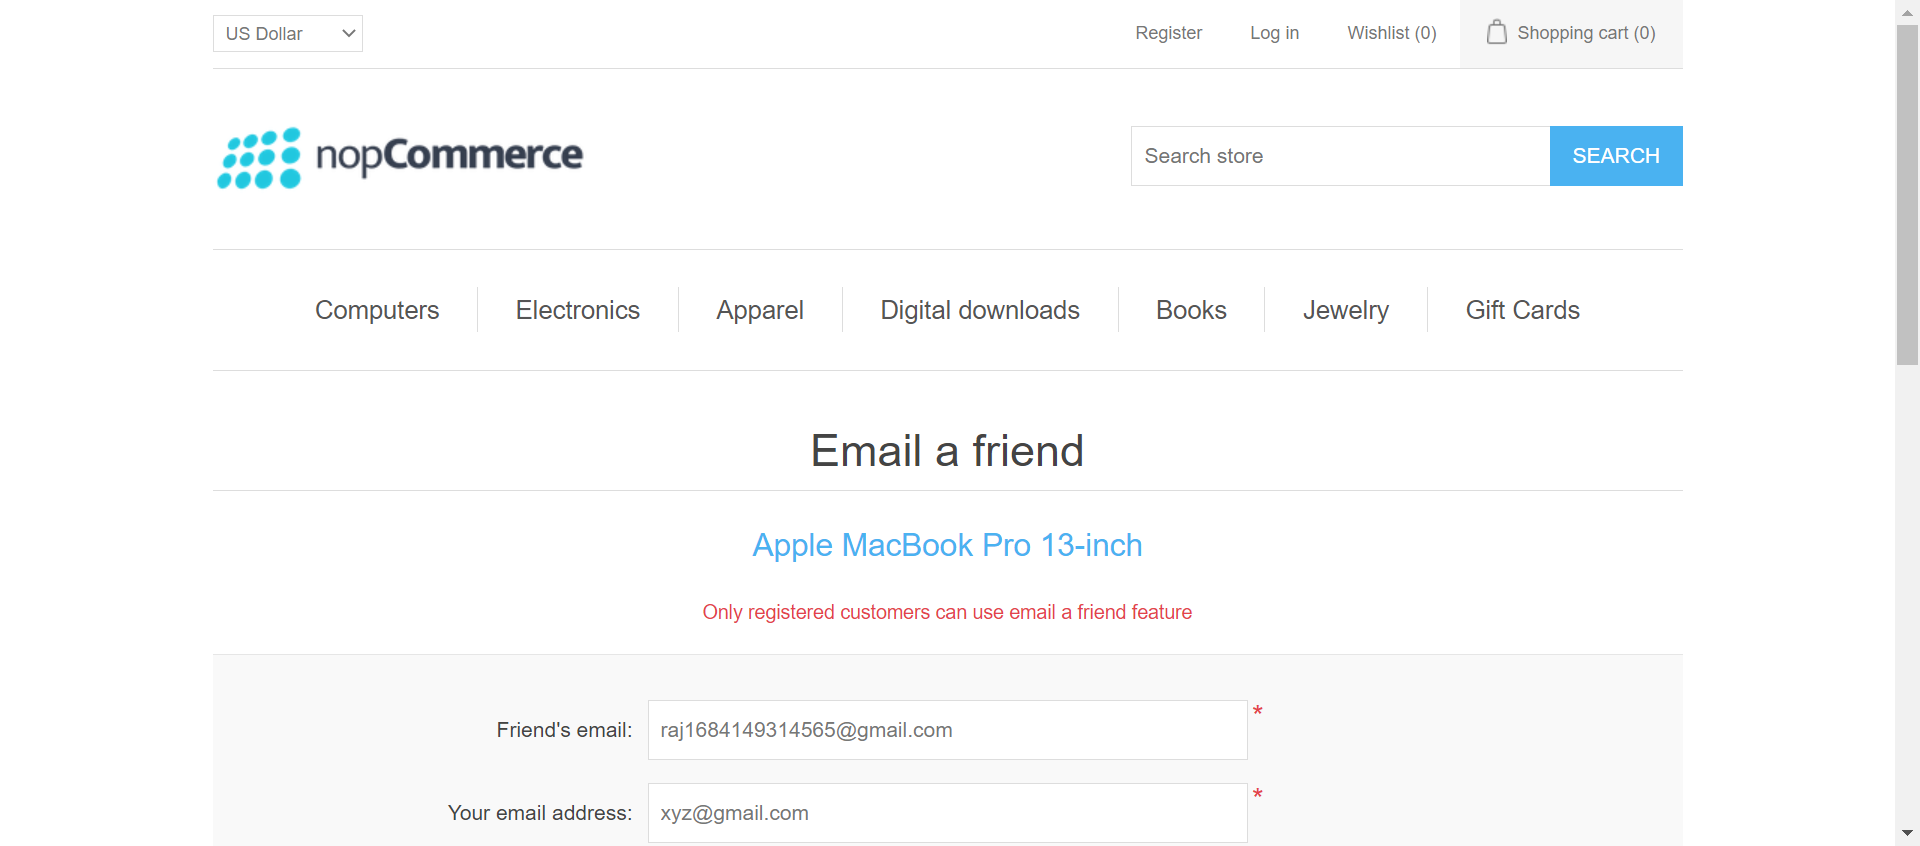 US Dollar
Register
Log in
Wishlist (0)
Shopping cart (0)
nopCommerce
Search store
SEARCH
Computers
Electronics
Apparel
Digital downloads
Books
Jewelry
Gift Cards
Email a friend
Apple MacBook Pro 13-inch
Only registered customers can use email a friend feature
Friend's email:
raj1684149314565@gmail.com
*
Your email address:
xyz@gmail.com
*